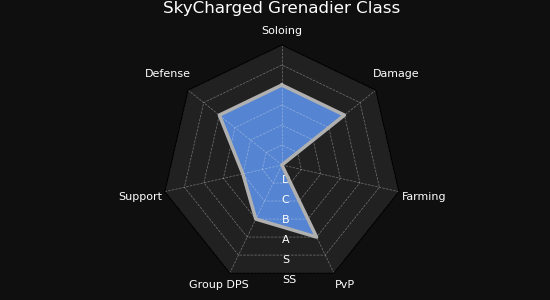 SkyCharged Grenadier Class
Soloing
Defense
Damage
Support
Farming
D
C
B
A
S
SS
Group DPS
PvP